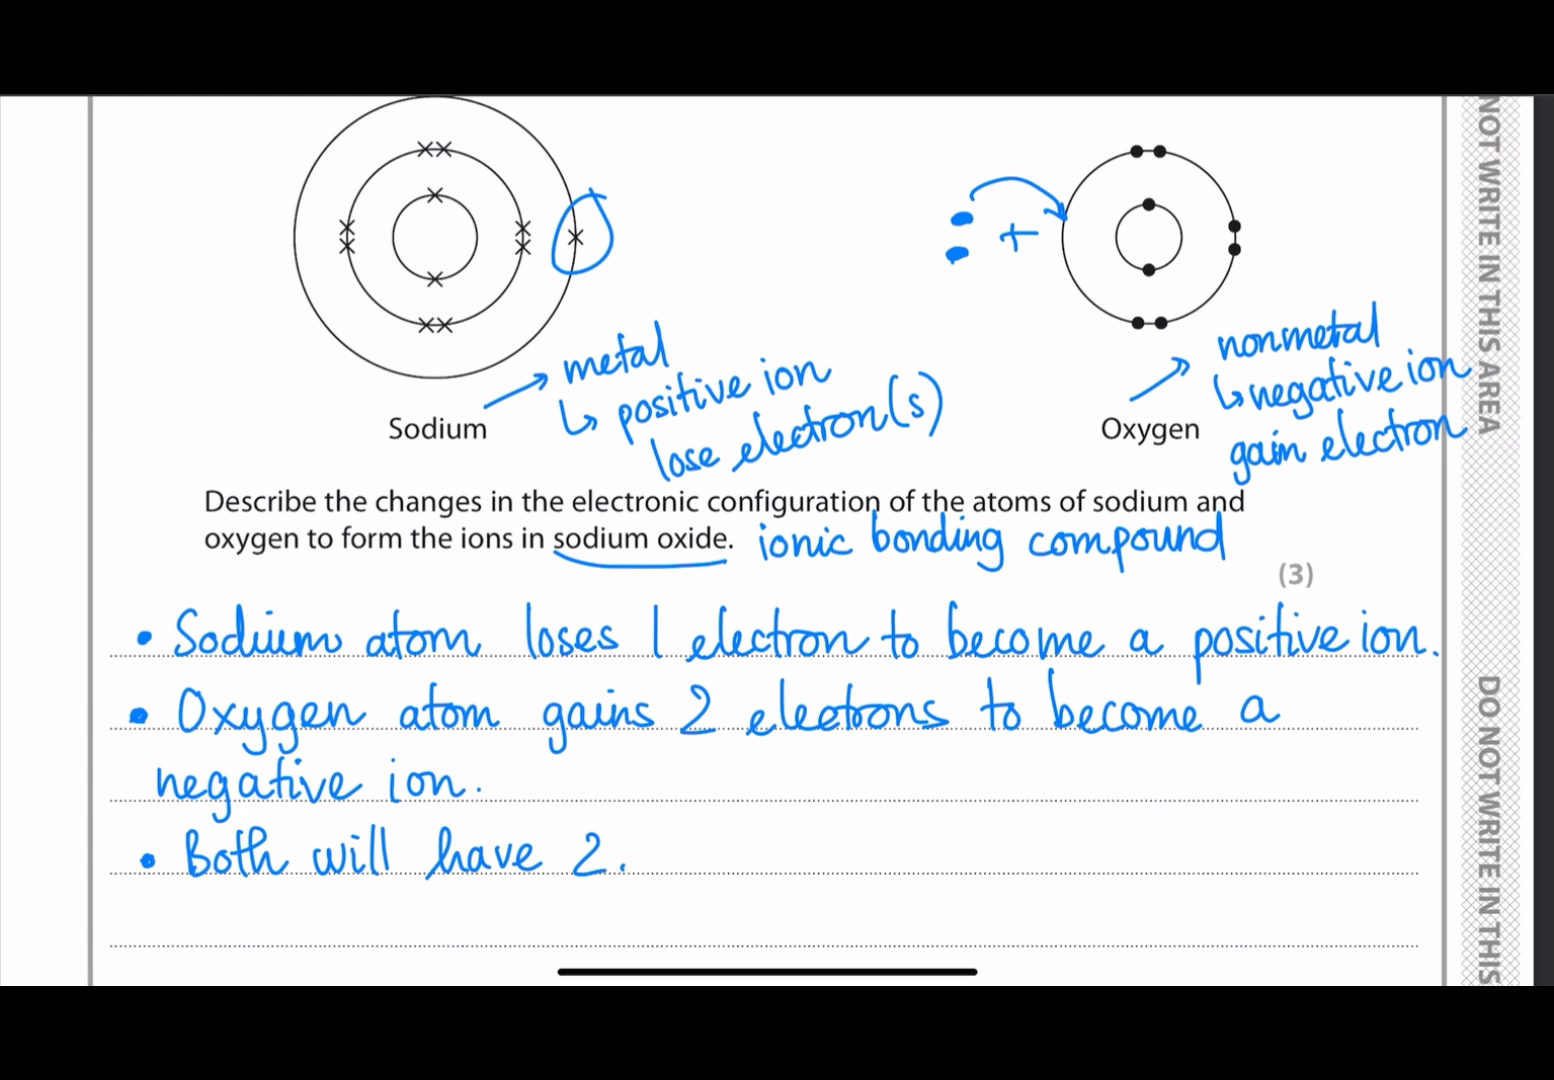 metal
↳ positive ion
lose electron(s)
nonmetal
↳ negative ion
gain electron
Sodium
Oxygen
Describe the changes in the electronic configuration of the atoms of sodium and
oxygen to form the ions in sodium oxide. ionic bonding compound
(3)
• Sodium atom loses 1 electron to become a positive ion.
• Oxygen atom gains 2 electrons to become a
negative ion.
• Both will have 2.
NOT WRITE IN THIS AREA
DO NOT WRITE IN THIS